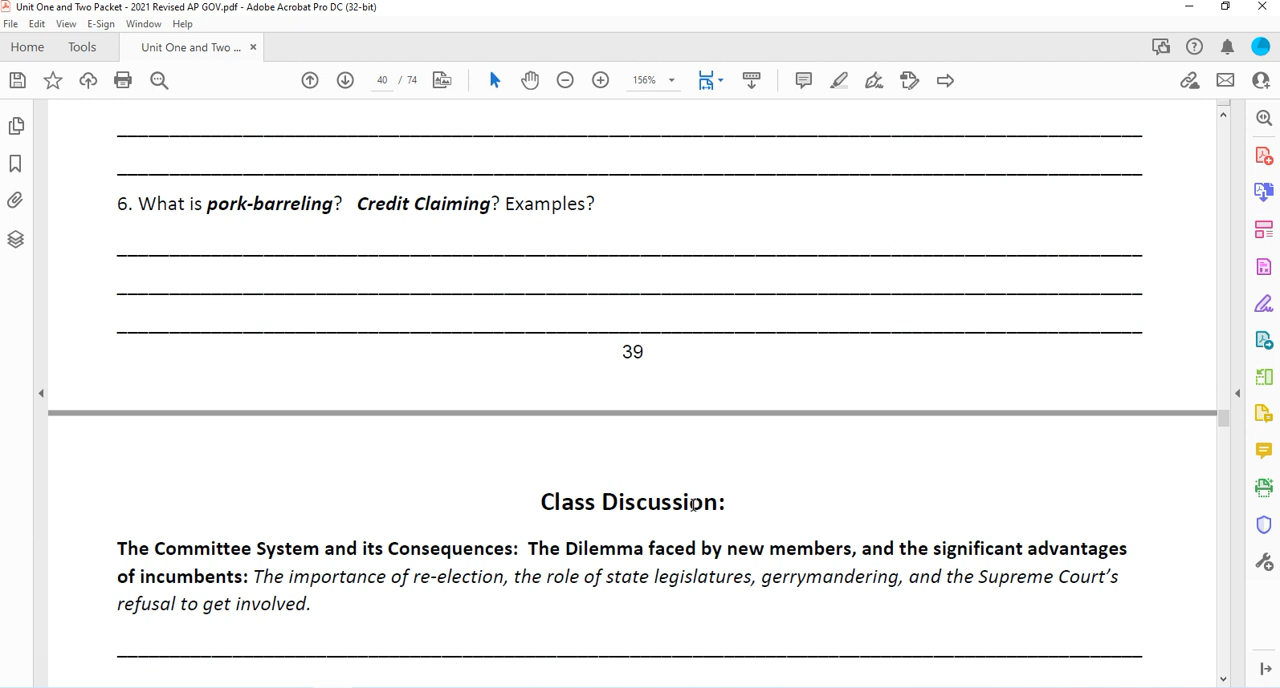 Unit One and Two Packet - 2021 Revised AP GOV.pdf - Adobe Acrobat Pro DC (32-bit)
File Edit View E-Sign Window Help
Home Tools Unit One and Two ... ×
40 / 74 156%
6. What is pork-barreling? Credit Claiming? Examples?
39
Class Discussion:
The Committee System and its Consequences: The Dilemma faced by new members, and the significant advantages
of incumbents: The importance of re-election, the role of state legislatures, gerrymandering, and the Supreme Court's
refusal to get involved.